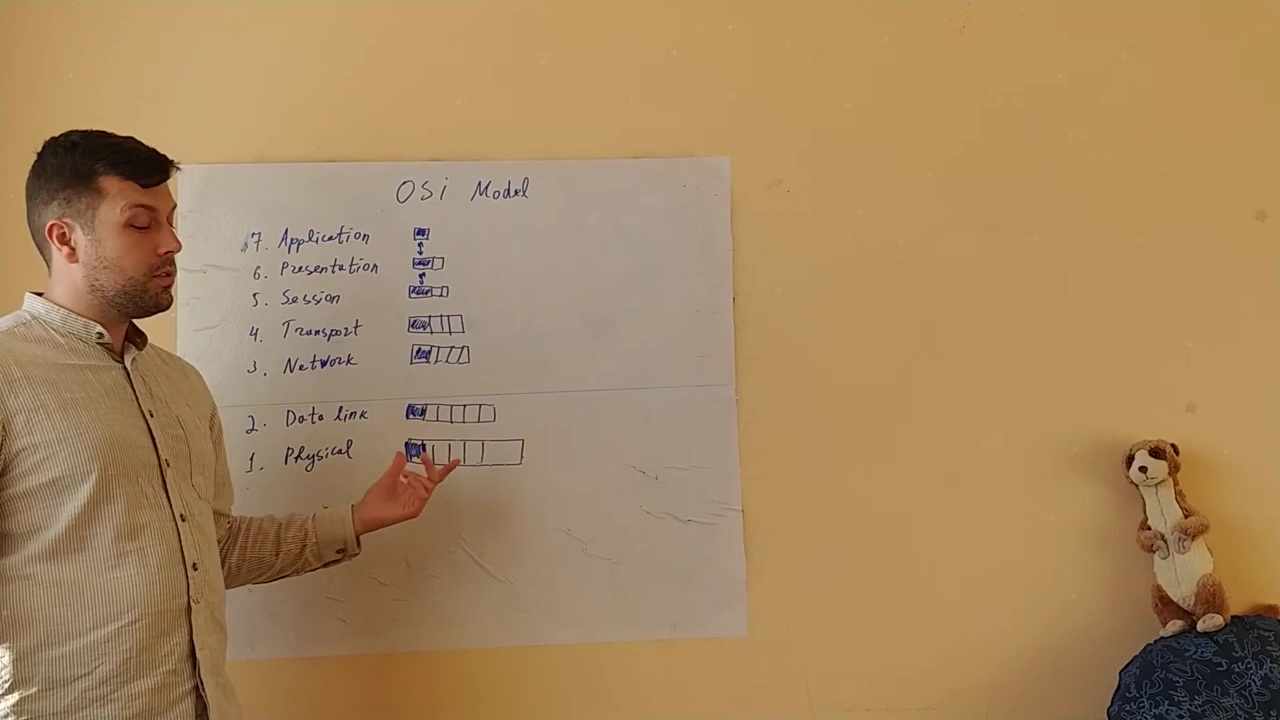 OSi Model
7. Application
6. Presentation
5. Session
4. Transport
3. Network
2. Data link
1. Physical